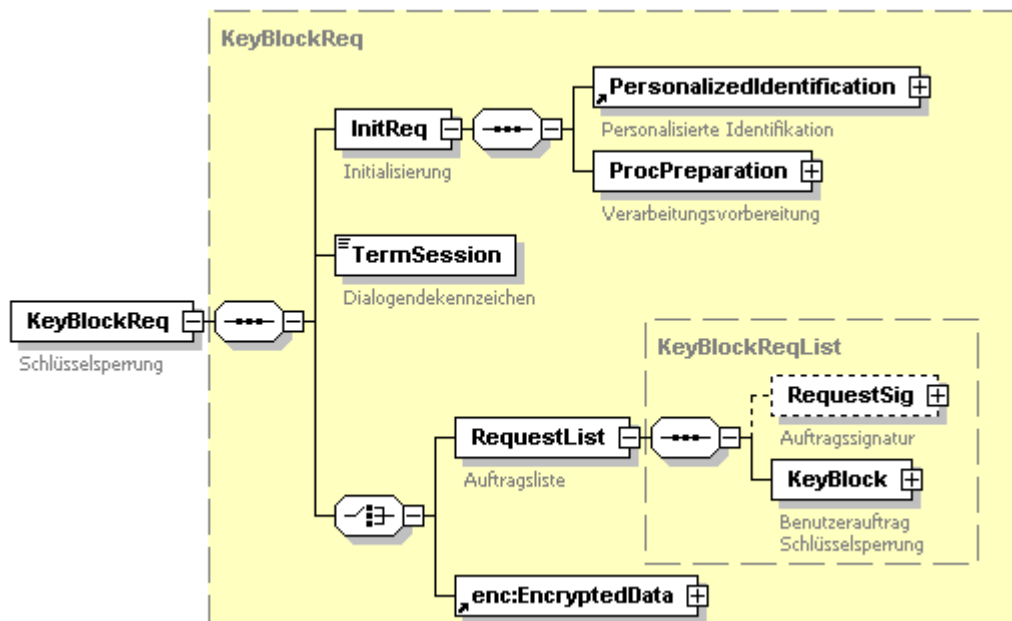 KeyBlockReq
PersonalizedIdentification
Personalisierte Identifikation
InitReq
Initialisierung
ProcPreparation
Verarbeitungsvorbereitung
TermSession
Dialogendekennzeichen
KeyBlockReq
Schlüsselsperrung
KeyBlockReqList
RequestSig
Auftragssignatur
RequestList
Auftragsliste
KeyBlock
Benutzerauftrag
Schlüsselsperrung
enc:EncryptedData